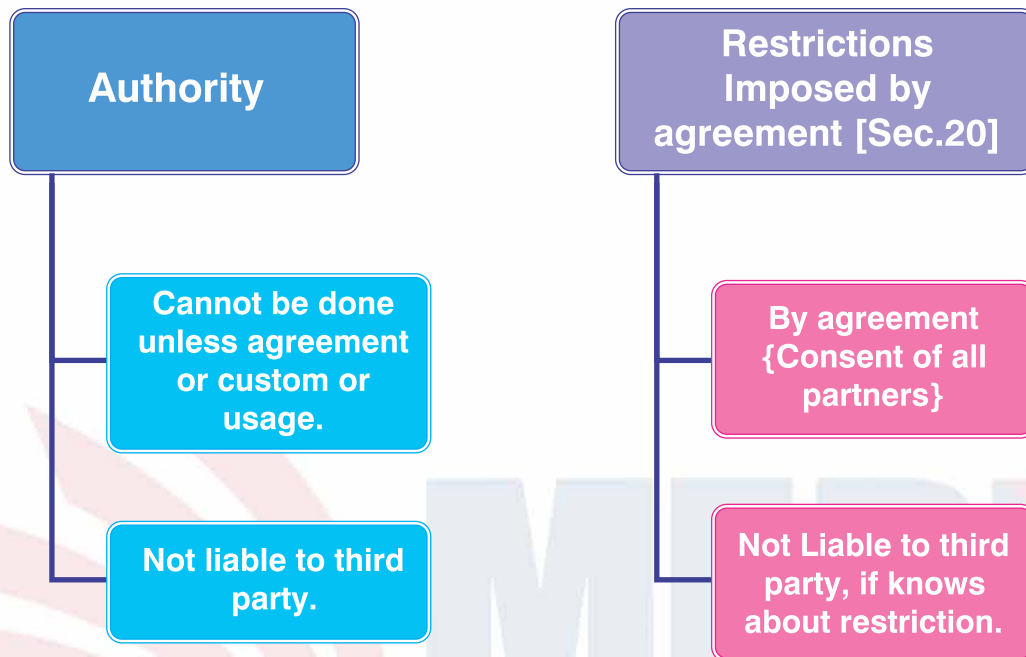 Authority
Cannot be done
unless agreement
or custom or
usage.
Not liable to third
party.
Restrictions
Imposed by
agreement [Sec.20]
By agreement
{Consent of all
partners}
Not Liable to third
party, if knows
about restriction.